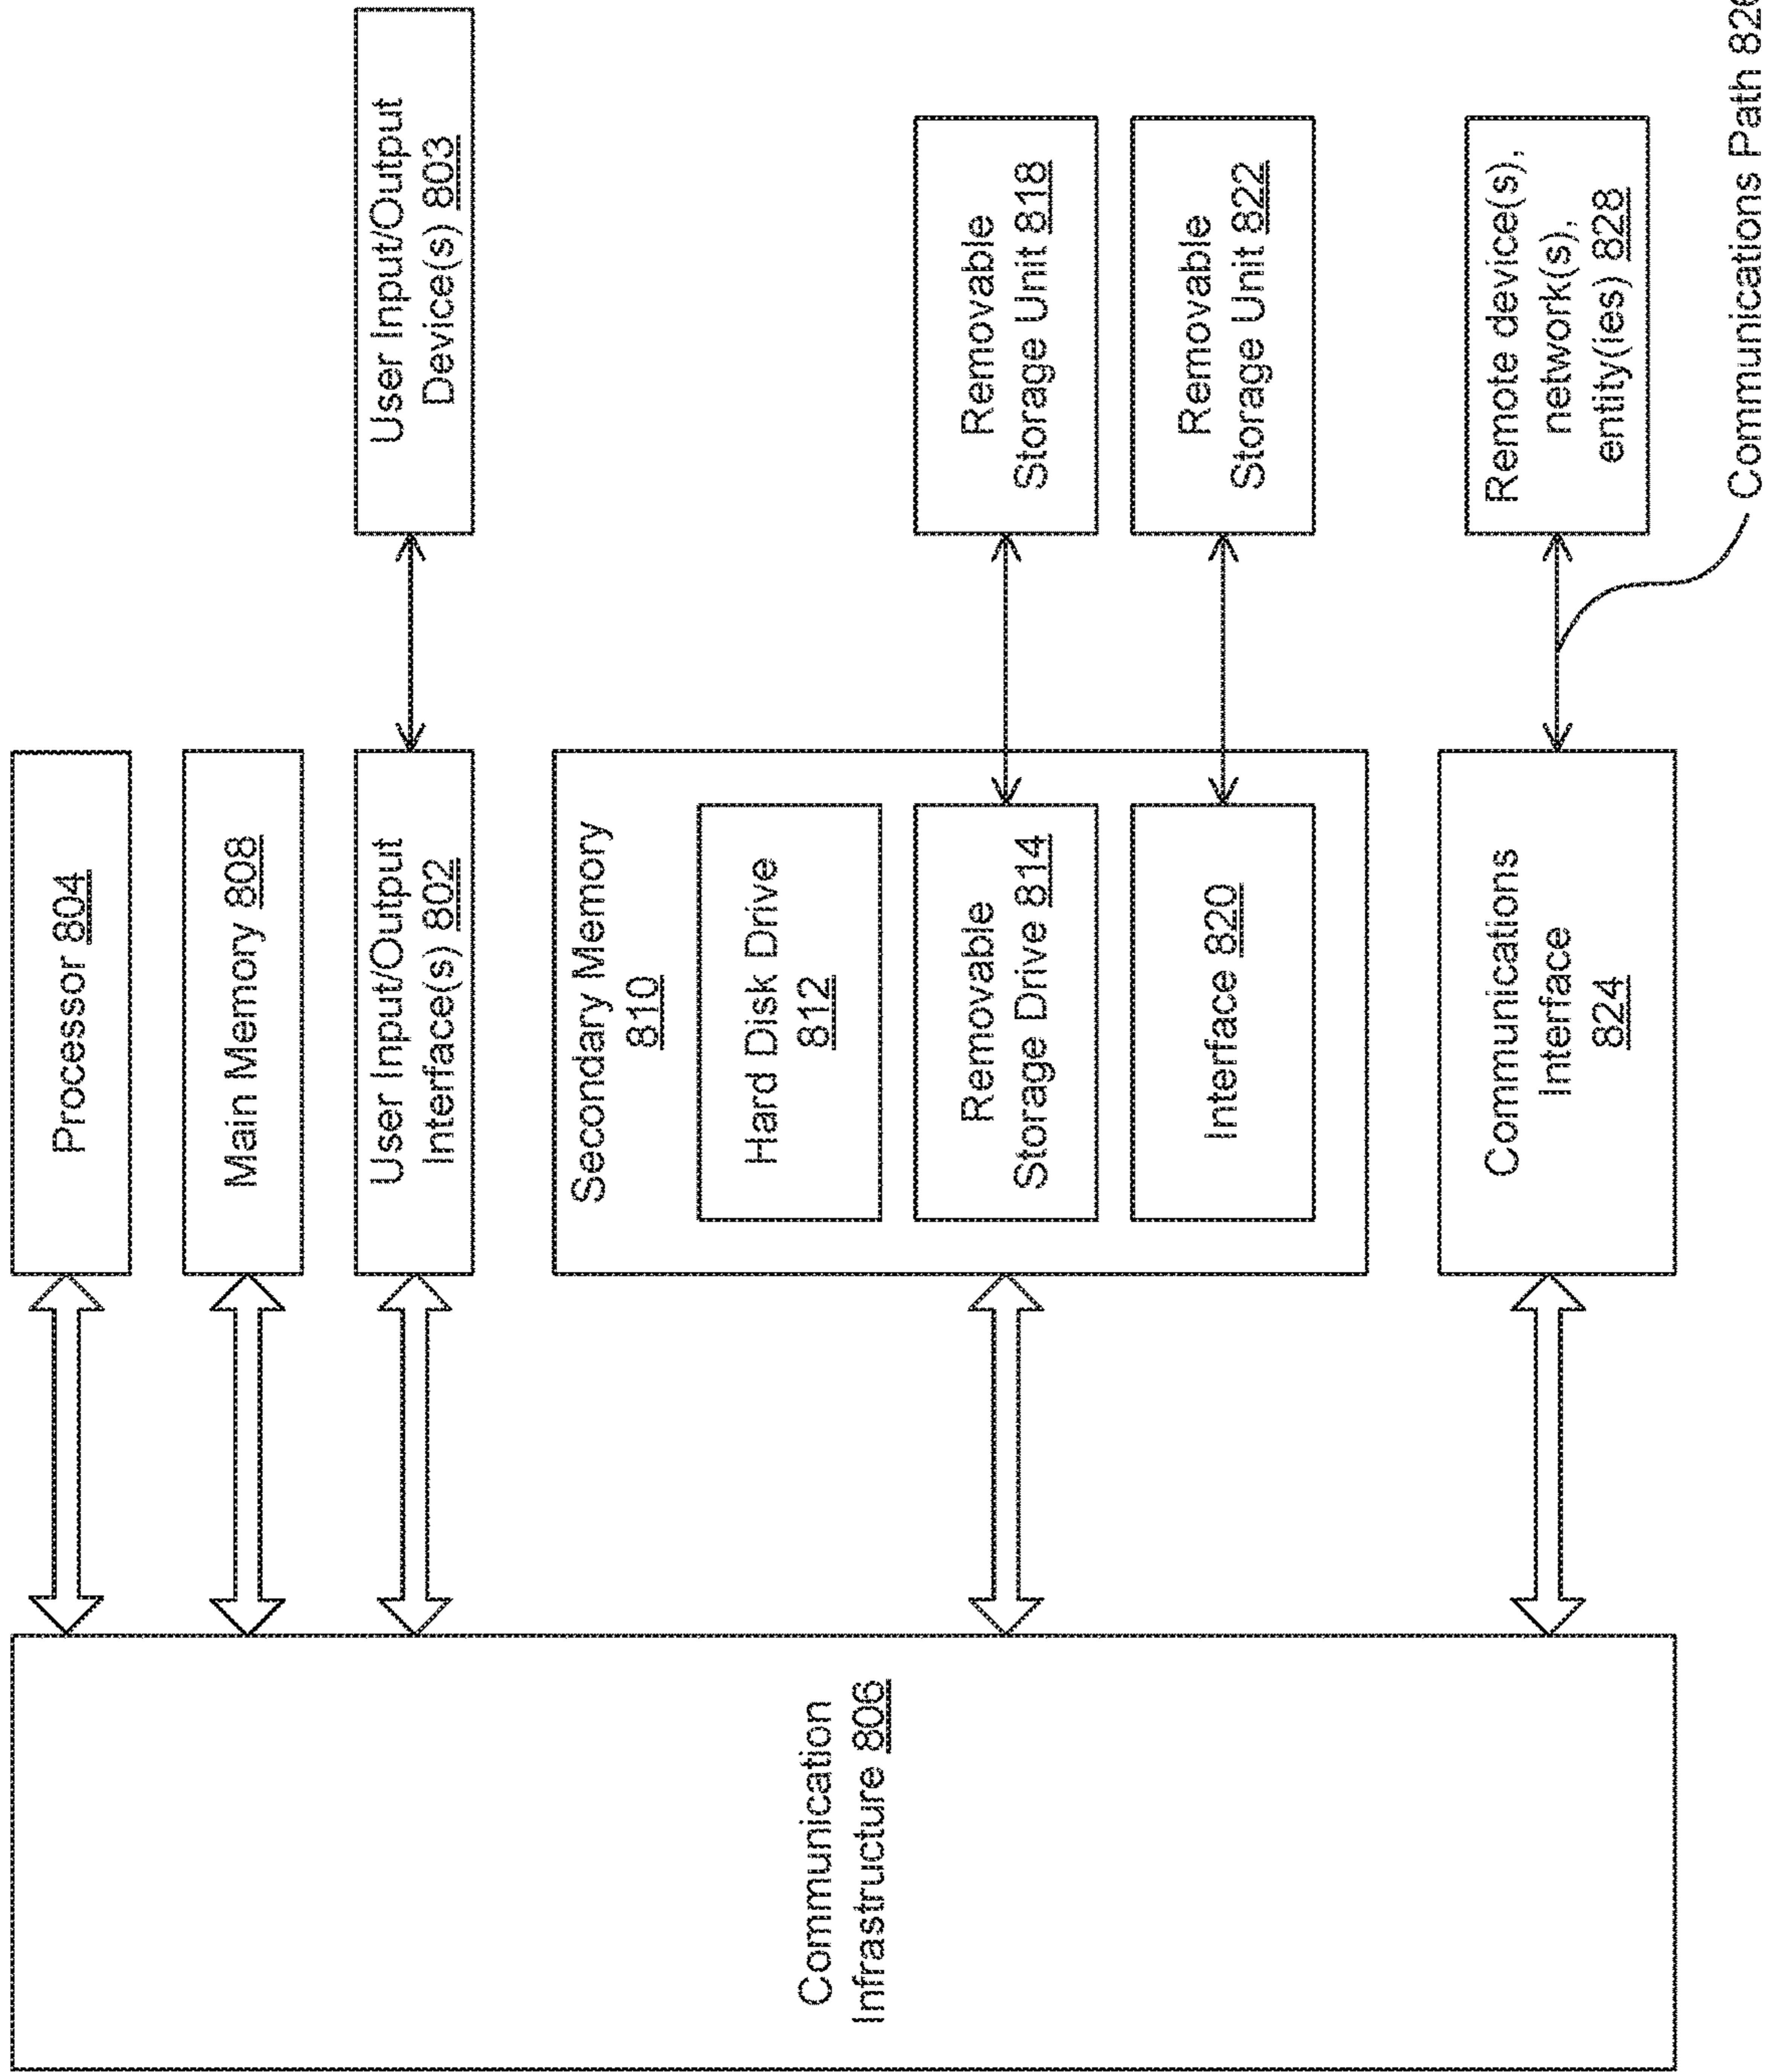 Communication
Infrastructure 806
Processor 804
Main Memory 808
User Input/Output
Interface(s) 802
User Input/Output
Device(s) 803
Secondary Memory
810
Hard Disk Drive
812
Removable
Storage Drive 814
Interface 820
Removable
Storage Unit 818
Removable
Storage Unit 822
Communications
Interface
824
Remote device(s),
network(s),
entity(ies) 828
Communications Path 826